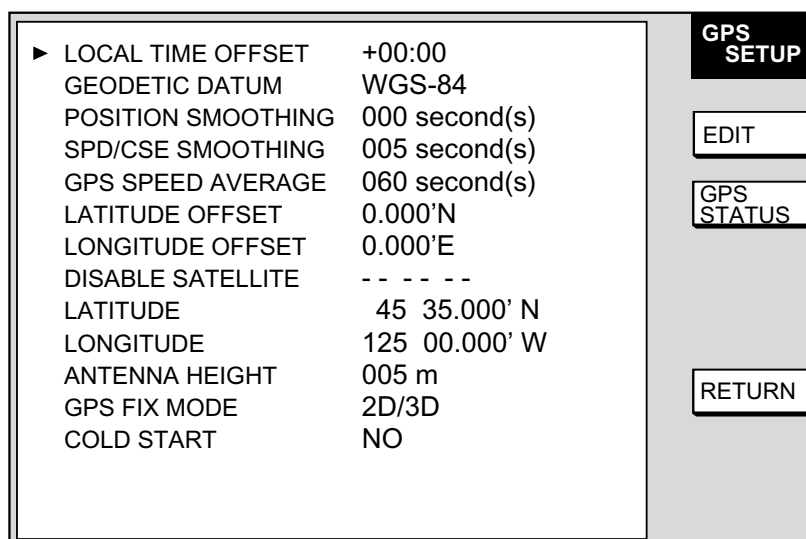 ► LOCAL TIME OFFSET +00:00
GEODETIC DATUM WGS-84
POSITION SMOOTHING 000 second(s)
SPD/CSE SMOOTHING 005 second(s)
GPS SPEED AVERAGE 060 second(s)
LATITUDE OFFSET 0.000’N
LONGITUDE OFFSET 0.000’E
DISABLE SATELLITE - - - - - -
LATITUDE 45 35.000’ N
LONGITUDE 125 00.000’ W
ANTENNA HEIGHT 005 m
GPS FIX MODE 2D/3D
COLD START NO
GPS
SETUP
EDIT
GPS
STATUS
RETURN